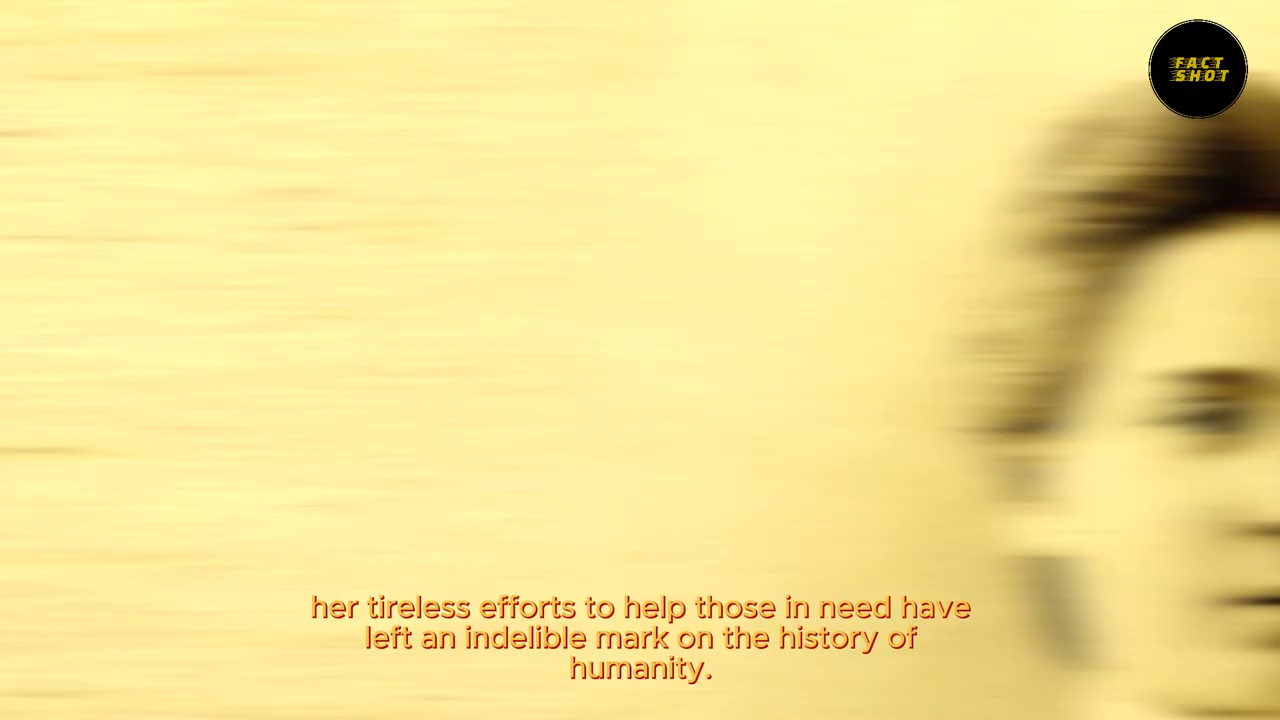 FACT
SHOT
her tireless efforts to help those in need have
left an indelible mark on the history of
humanity.